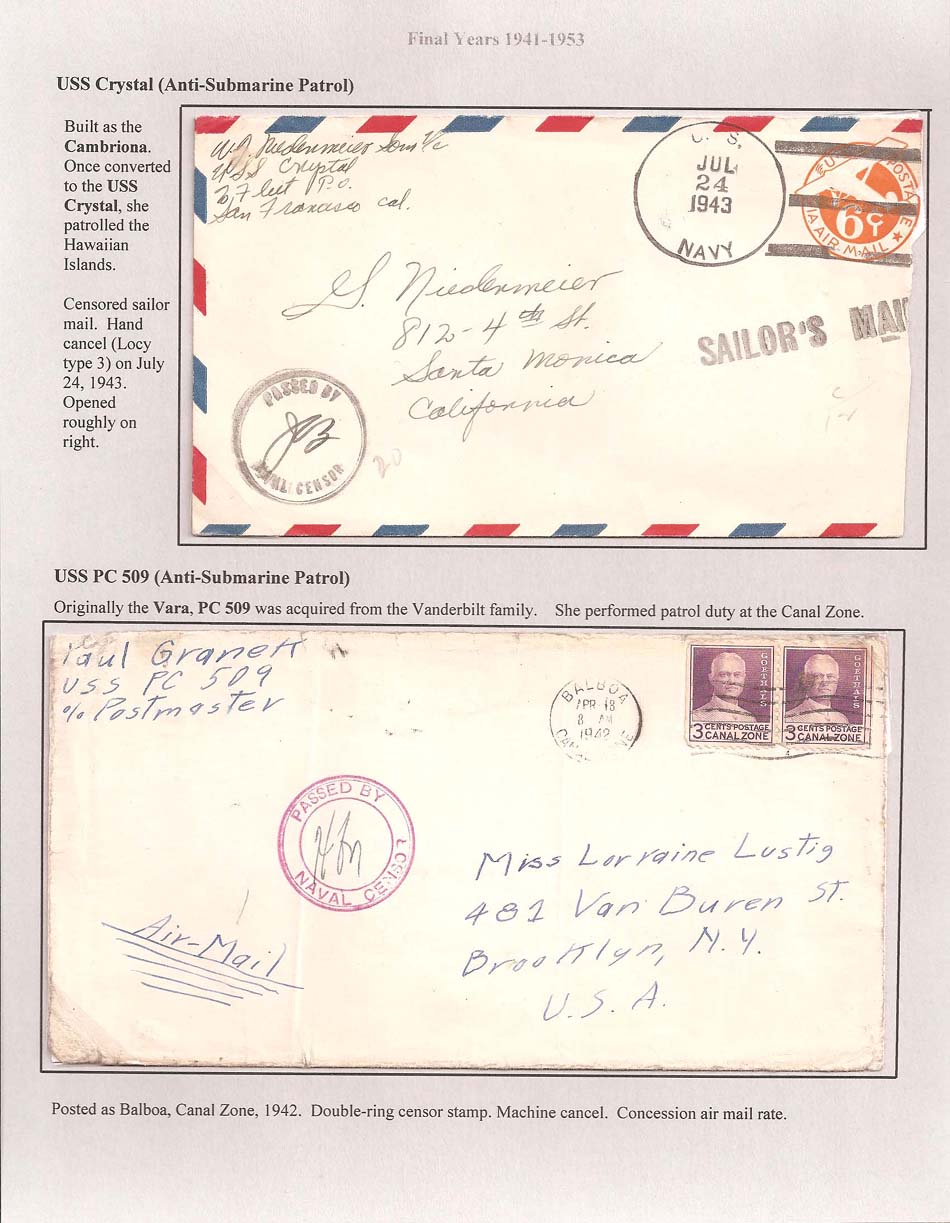 Final Years 1941-1953
USS Crystal (Anti-Submarine Patrol)
Built as the
Cambriona.
Once converted
to the USS
Crystal, she
patrolled the
Hawaiian
Islands.
Censored sailor
mail. Hand
cancel (Locy
type 3) on July
24, 1943.
Opened
roughly on
right.
W.J. Niedermeier Som 1/c
USS Crystal
% Fleet P.O.
San Francisco Cal.
U. S.
JUL
24
1943
NAVY
U.S. POSTAGE
6¢
VIA AIR MAIL
G. Niedermeier
812-4th St.
Santa Monica
California
SAILOR'S MAIL
PASSED BY
NAVAL CENSOR
20
USS PC 509 (Anti-Submarine Patrol)
Originally the Vara, PC 509 was acquired from the Vanderbilt family. She performed patrol duty at the Canal Zone.
Paul Granett
USS PC 509
% Postmaster
BALBOA
APR 18
8 AM
1942
CANAL ZONE
GOETHALS
3 CENTS POSTAGE
CANAL ZONE
GOETHALS
3 CENTS POSTAGE
CANAL ZONE
PASSED BY
NAVAL CENSOR
Miss Lorraine Lustig
481 Van Buren St.
Brooklyn, N.Y.
U.S.A.
Air-Mail
Posted as Balboa, Canal Zone, 1942. Double-ring censor stamp. Machine cancel. Concession air mail rate.